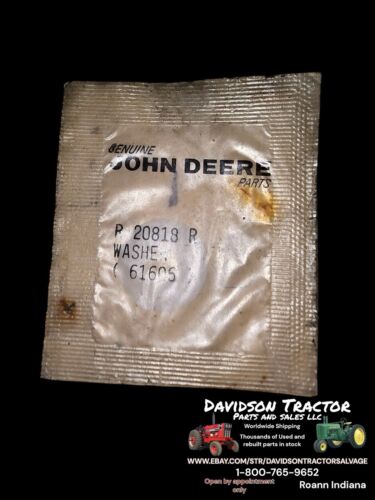 GENUINE
JOHN DEERE
PARTS
R 20818 R
WASHE
( 61605
DAVIDSON TRACTOR
PARTS AND SALES LLC
Worldwide
Shipping
Thousands of Used and
rebuilt parts in stock
WWW.EBAY.COM/STR/DAVIDSONTRACTORSALVAGE
1-800-765-9652
Open by appointment
only
Roann Indiana